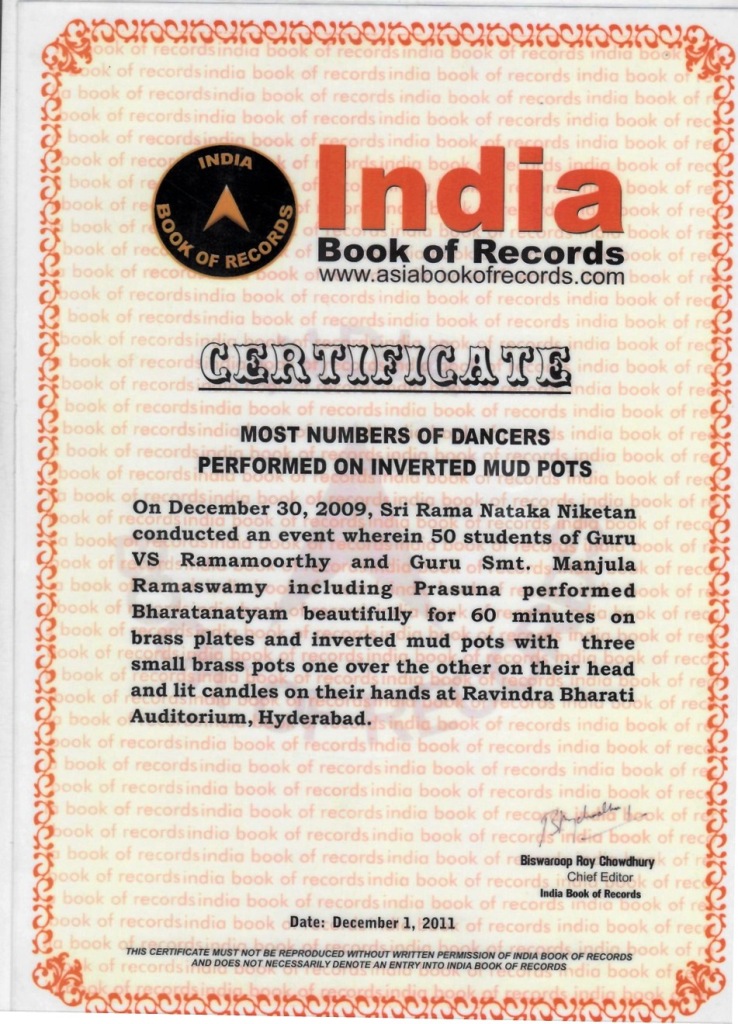 INDIA
BOOK OF RECORDS
India
Book of Records
www.asiabookofrecords.com
CERTIFICATE
MOST NUMBERS OF DANCERS
PERFORMED ON INVERTED MUD POTS
On December 30, 2009, Sri Rama Nataka Niketan
conducted an event wherein 50 students of Guru
VS Ramamoorthy and Guru Smt. Manjula
Ramaswamy including Prasuna performed
Bharatanatyam beautifully for 60 minutes on
brass plates and inverted mud pots with three
small brass pots one over the other on their head
and lit candles on their hands at Ravindra Bharati
Auditorium, Hyderabad.
Biswaroop Roy Chowdhury
Chief Editor
India Book of Records
Date: December 1, 2011
THIS CERTIFICATE MUST NOT BE REPRODUCED WITHOUT WRITTEN PERMISSION OF INDIA BOOK OF RECORDS
AND DOES NOT NECESSARILY DENOTE AN ENTRY INTO INDIA BOOK OF RECORDS